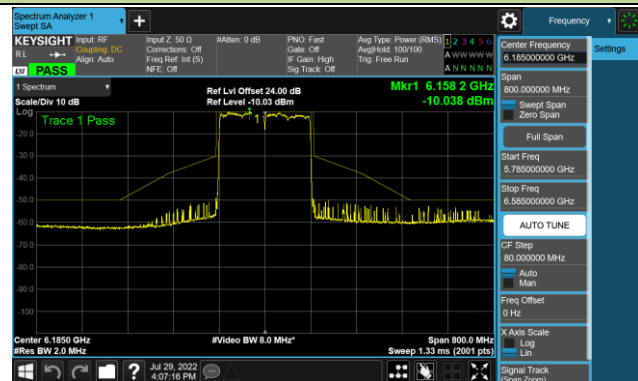 Spectrum Analyzer 1
Swept SA
Frequency
KEYSIGHT
Input: RF
Coupling: DC
Align: Auto
RL
PASS
Input Z: 50 Ω
Corrections: Off
Freq Ref: Int (S)
NFE: Off
#Atten: 0 dB
PNO: Fast
Gate: Off
IF Gain: High
Sig Track: Off
Avg Type: Power (RMS)
Avg|Hold: 100/100
Trig: Free Run
1 2 3 4 5 6
A W W W W W
A N N N N N
1 Spectrum
Scale/Div 10 dB
Ref Lvl Offset 24.00 dB
Ref Level -10.03 dBm
Mkr1 6.158 2 GHz
-10.038 dBm
Log
Trace 1 Pass
1
-20.0
-30.0
-40.0
-50.0
-60.0
-70.0
-80.0
-90.0
-100
Center 6.1850 GHz
#Res BW 2.0 MHz
#Video BW 8.0 MHz*
Span 800.0 MHz
Sweep 1.33 ms (2001 pts)
Jul 29, 2022
4:07:16 PM
Center Frequency
6.185000000 GHz
Settings
Span
800.000000 MHz
Swept Span
Zero Span
Full Span
Start Freq
5.785000000 GHz
Stop Freq
6.585000000 GHz
AUTO TUNE
CF Step
80.000000 MHz
Auto
Man
Freq Offset
0 Hz
X Axis Scale
Log
Lin
Signal Track
(Span Zoom)